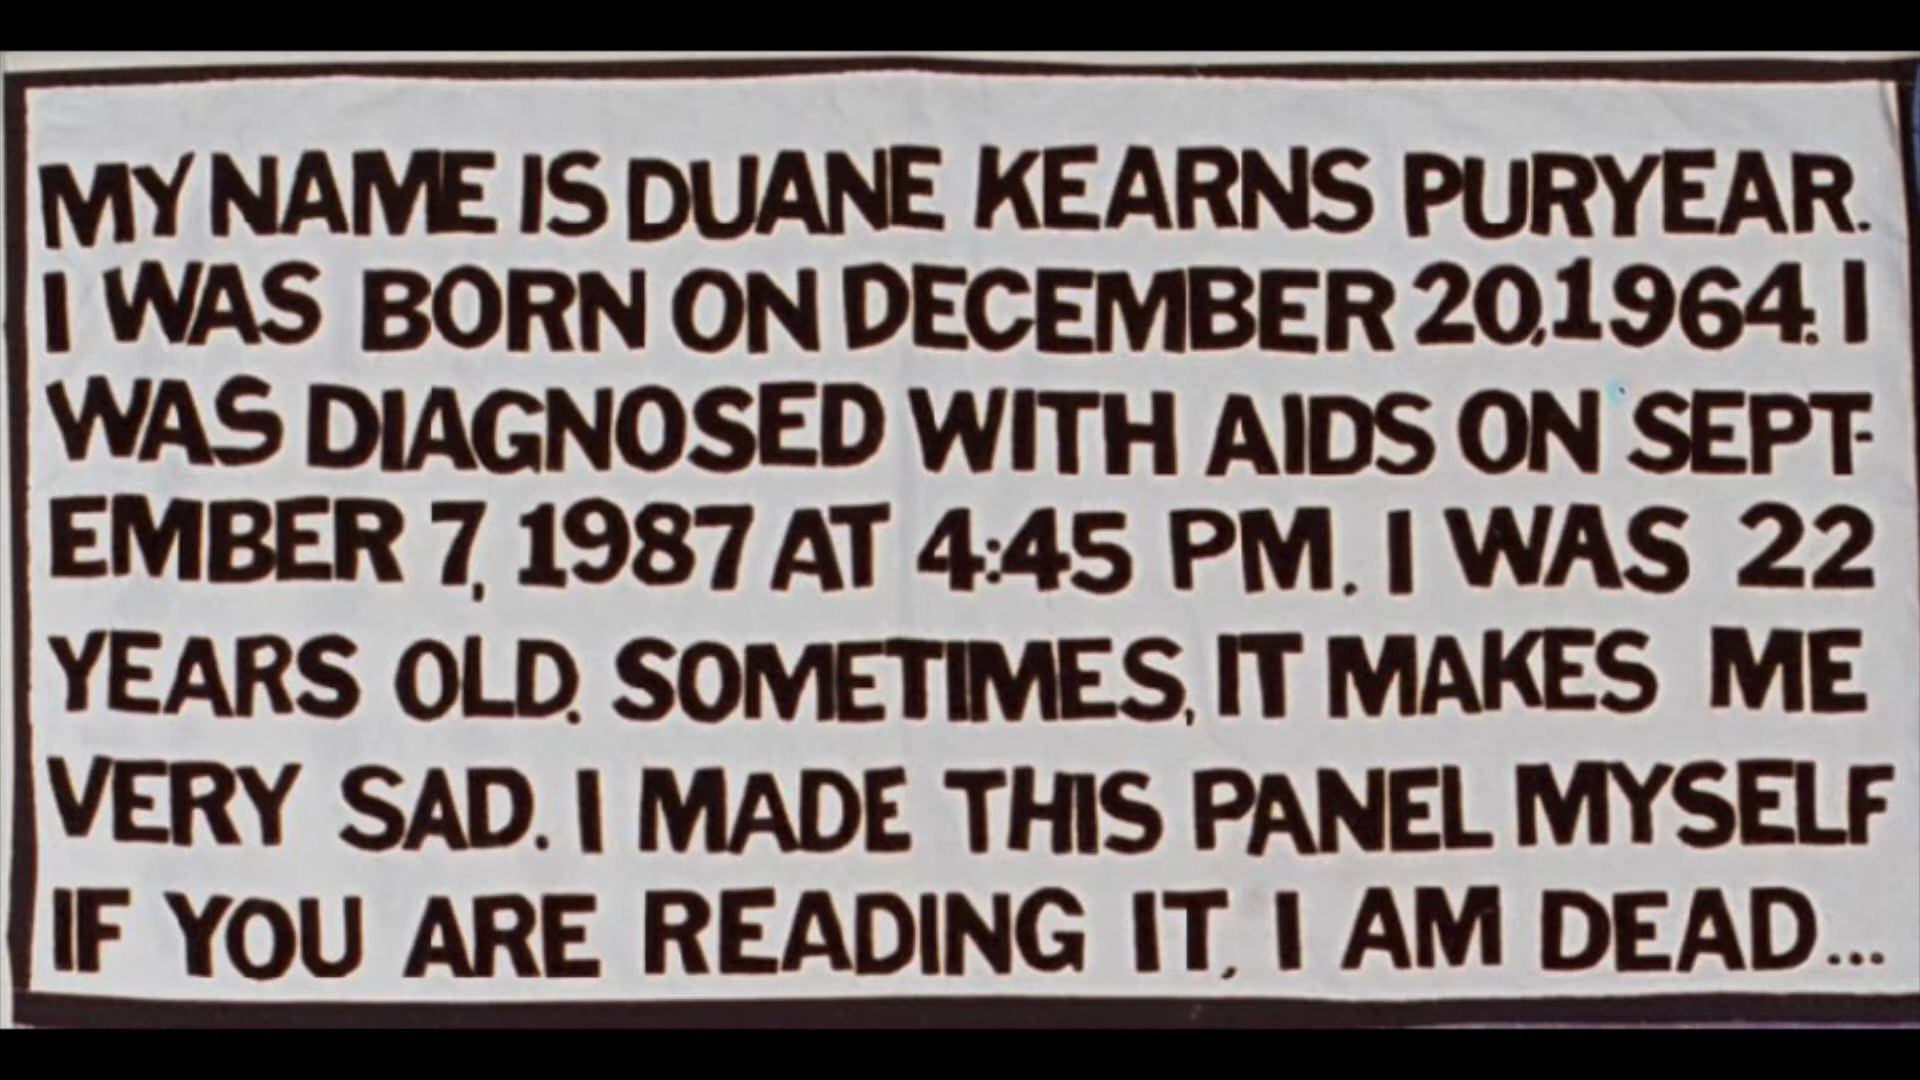 MY NAME IS DUANE KEARNS PURYEAR.
I WAS BORN ON DECEMBER 20,1964. I
WAS DIAGNOSED WITH AIDS ON SEPT-
EMBER 7, 1987 AT 4:45 PM. I WAS 22
YEARS OLD. SOMETIMES, IT MAKES ME
VERY SAD. I MADE THIS PANEL MYSELF
IF YOU ARE READING IT, I AM DEAD...